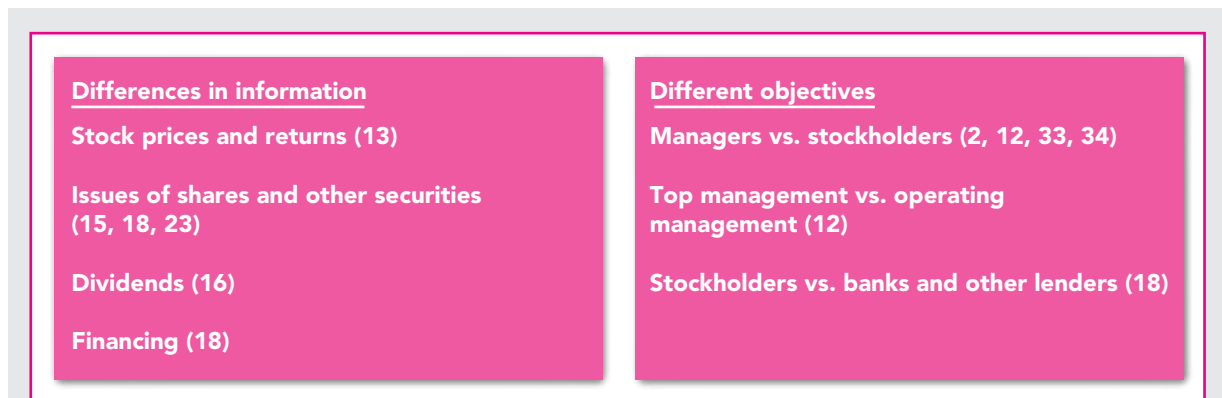 Differences in information
Stock prices and returns (13)
Issues of shares and other securities
(15, 18, 23)
Dividends (16)
Financing (18)
Different objectives
Managers vs. stockholders (2, 12, 33, 34)
Top management vs. operating
management (12)
Stockholders vs. banks and other lenders (18)